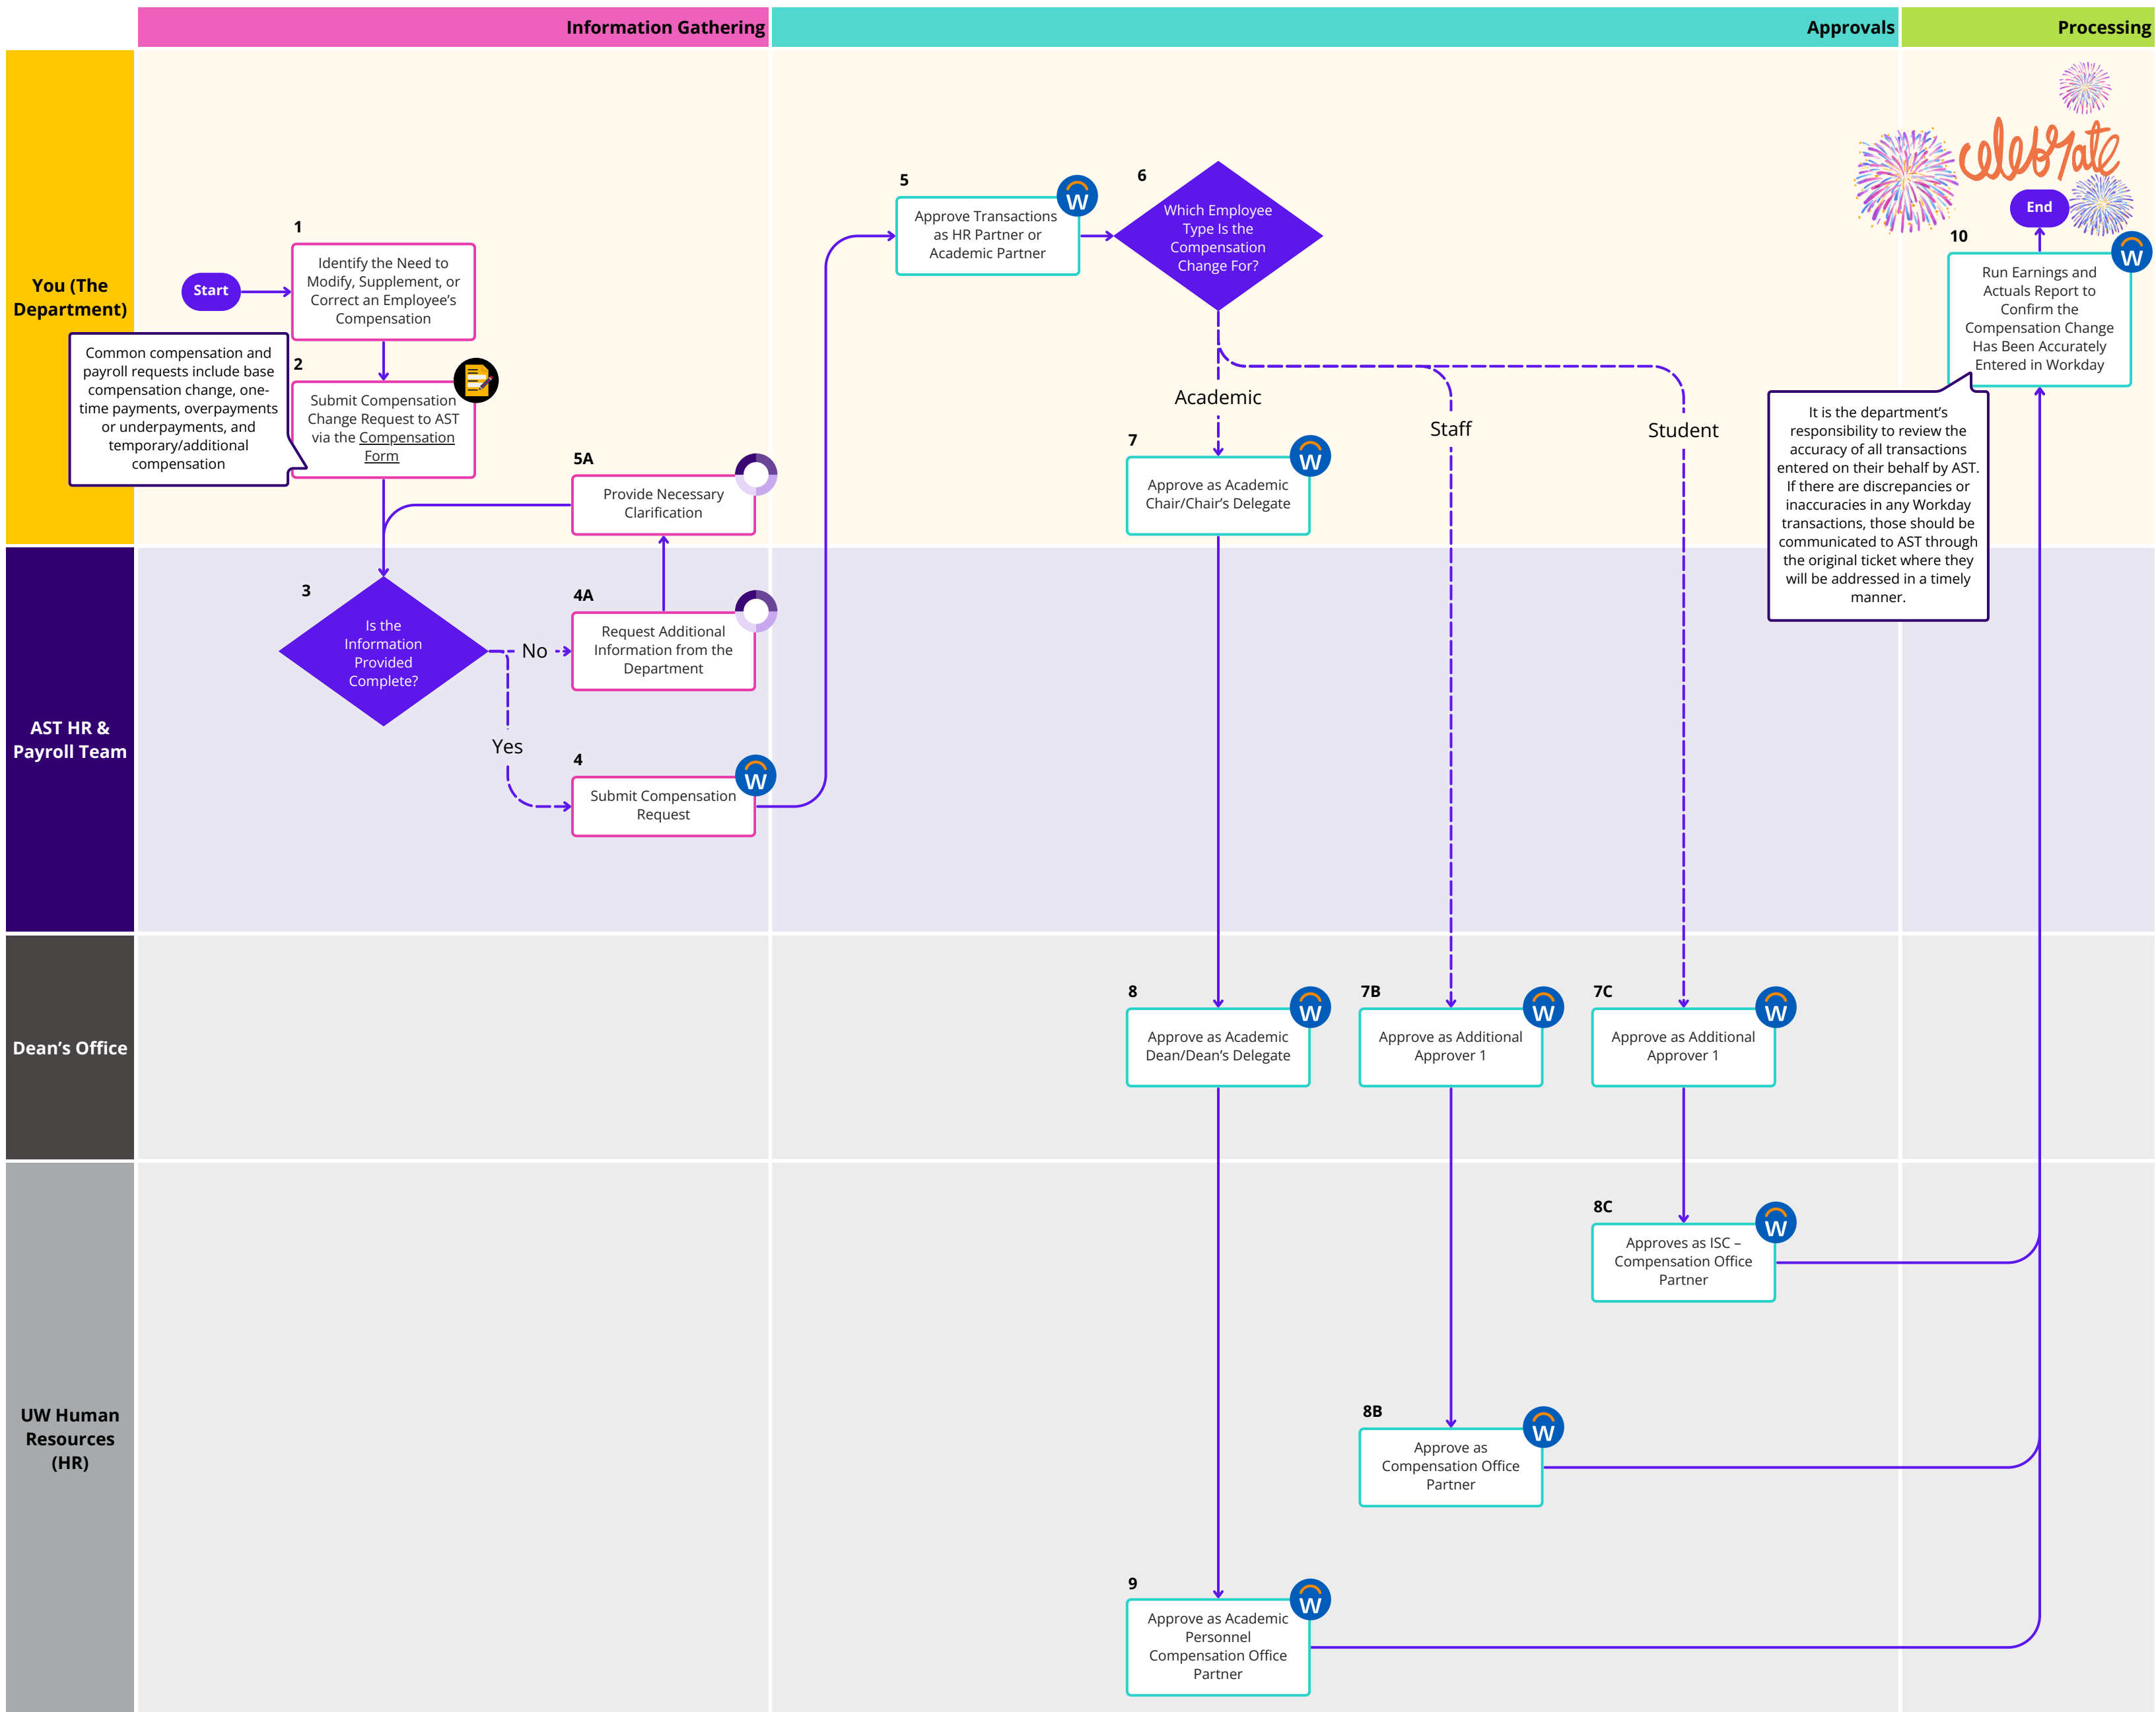 Information Gathering
Approvals
Processing
You (The
Department)
Start
1
Identify the Need to
Modify, Supplement, or
Correct an Employee’s
Compensation
Common compensation and
payroll requests include base
compensation change, one-
time payments, overpayments
or underpayments, and
temporary/additional
compensation
2
Submit Compensation
Change Request to AST
via the Compensation
Form
5A
Provide Necessary
Clarification
5
Approve Transactions
as HR Partner or
Academic Partner
W
6
Which Employee
Type Is the
Compensation
Change For?
Academic
Staff
Student
7
Approve as Academic
Chair/Chair’s Delegate
W
celebrate
End
10
Run Earnings and
Actuals Report to
Confirm the
Compensation Change
Has Been Accurately
Entered in Workday
W
It is the department’s
responsibility to review the
accuracy of all transactions
entered on their behalf by AST.
If there are discrepancies or
inaccuracies in any Workday
transactions, those should be
communicated to AST through
the original ticket where they
will be addressed in a timely
manner.
AST HR &
Payroll Team
3
Is the
Information
Provided
Complete?
No
Yes
4A
Request Additional
Information from the
Department
4
Submit Compensation
Request
W
Dean’s Office
8
Approve as Academic
Dean/Dean’s Delegate
W
7B
Approve as Additional
Approver 1
W
7C
Approve as Additional
Approver 1
W
UW Human
Resources
(HR)
8C
Approves as ISC –
Compensation Office
Partner
W
8B
Approve as
Compensation Office
Partner
W
9
Approve as Academic
Personnel
Compensation Office
Partner
W